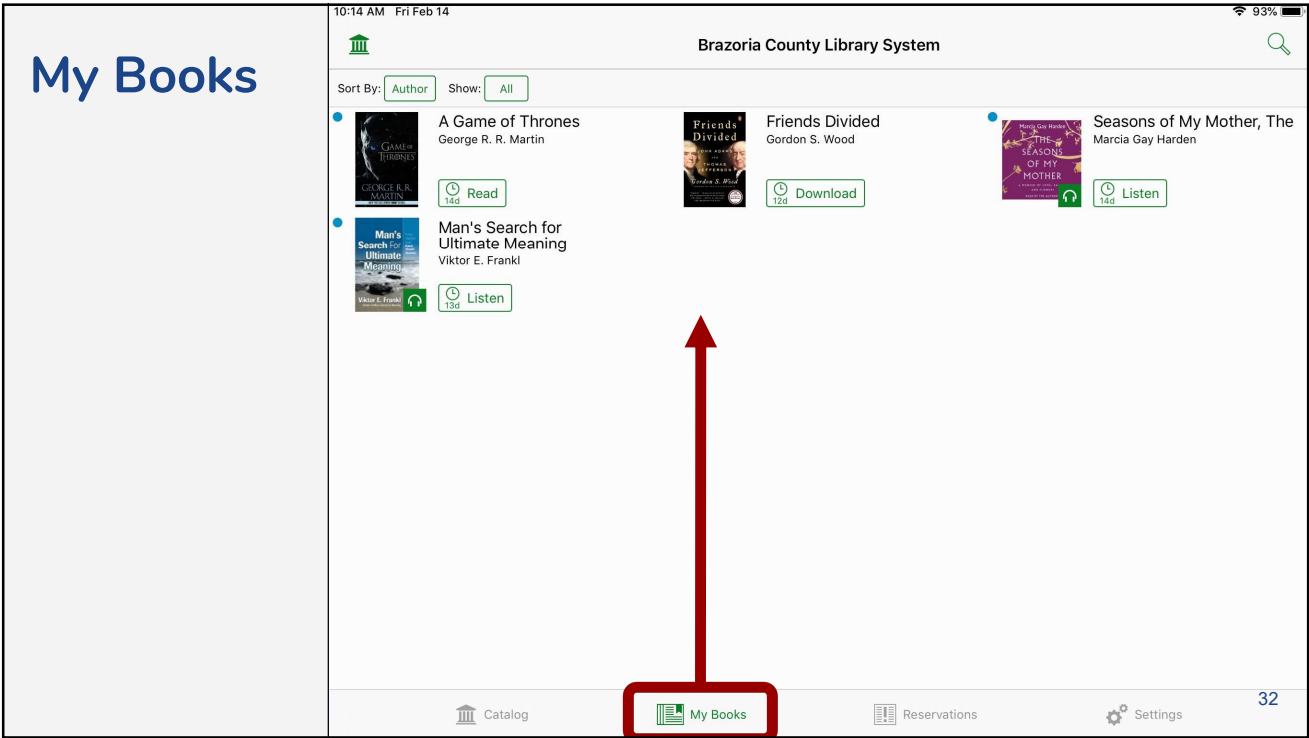 My Books
10:14 AM Fri Feb 14
93%
Brazoria County Library System
Sort By: Author Show: All
GAME OF
THRONES
GEORGE R. R.
MARTIN
A Game of Thrones
George R. R. Martin
14d Read
Friends
Divided
JOHN ADAMS
AND
THOMAS
JEFFERSON
Gordon S. Wood
Friends Divided
Gordon S. Wood
12d Download
Marcia Gay Harden
THE
SEASONS
OF MY
MOTHER
Seasons of My Mother, The
Marcia Gay Harden
14d Listen
Man's
Search For
Ultimate
Meaning
Viktor E. Frankl
Man's Search for
Ultimate Meaning
Viktor E. Frankl
13d Listen
Catalog
My Books
Reservations
Settings
32